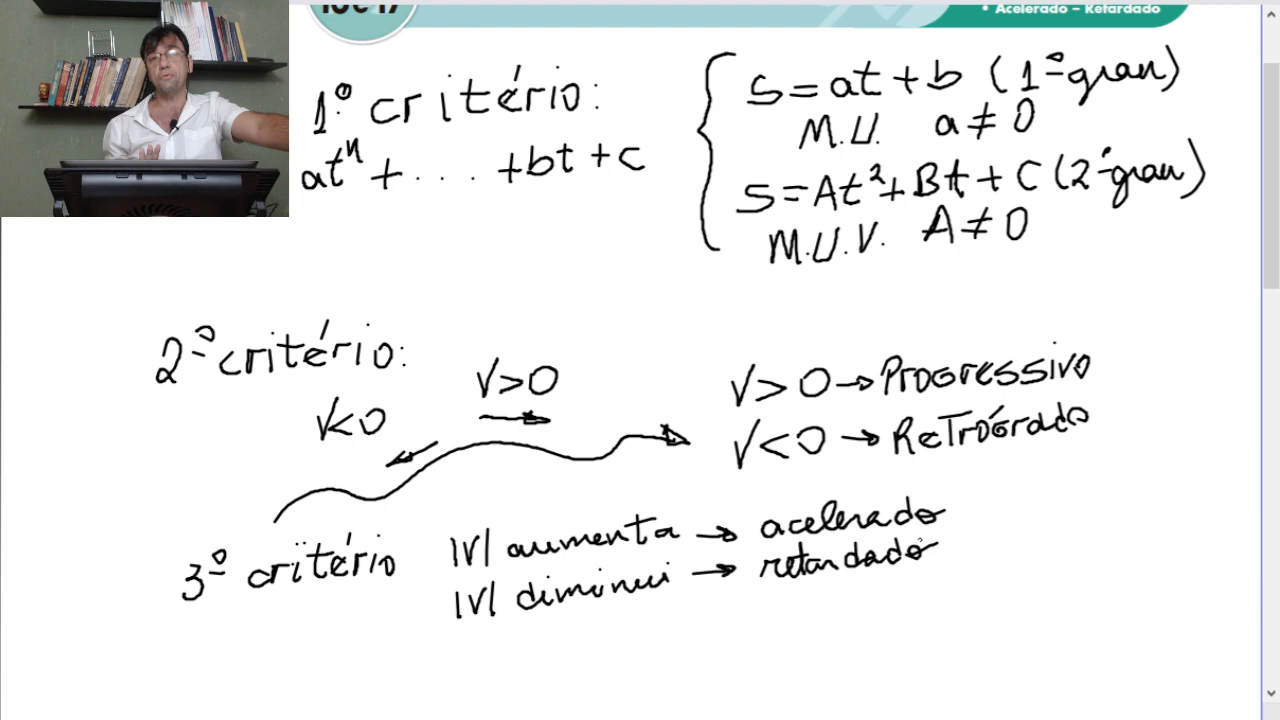 • Acelerado – Retardado
1º critério:
atⁿ + .... + bt + c
S = at + b (1º grau)
M.U. a ≠ 0
S = At² + Bt + C (2º grau)
M.U.V. A ≠ 0
2º critério:
V<0
V>0
V > 0 → Progressivo
V < 0 → Retrógrado
3º critério
|V| aumenta → acelerado
|V| diminui → retardado